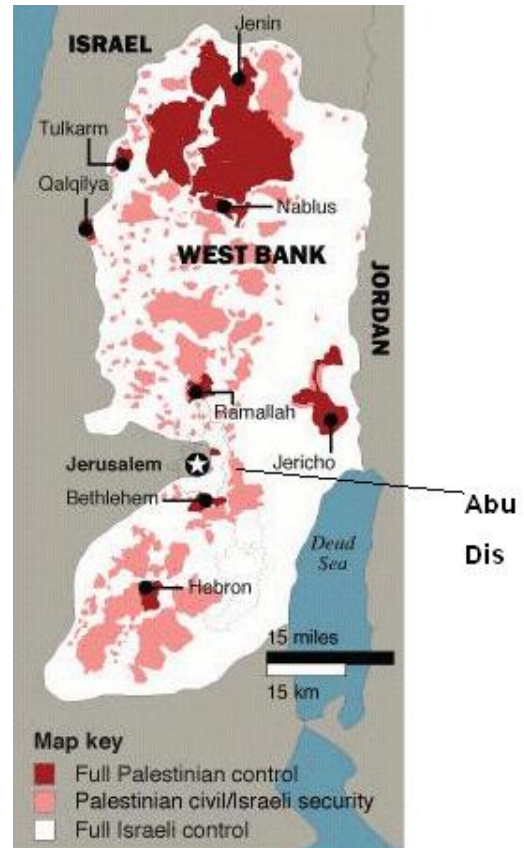 ISRAEL
Jenin
Tulkarm
Qalqilya
Nablus
WEST BANK
JORDAN
Ramallah
Jerusalem
Jericho
Bethlehem
Abu
Dis
Dead
Sea
Hebron
15 miles
15 km
Map key
Full Palestinian control
Palestinian civil/Israeli security
Full Israeli control